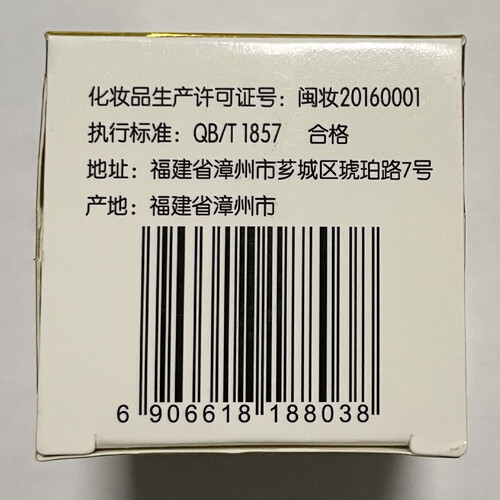 化妆品生产许可证号：闽妆20160001
执行标准：QB/T 1857 合格
地址：福建省漳州市芗城区琥珀路7号
产地：福建省漳州市
6 906618 188038